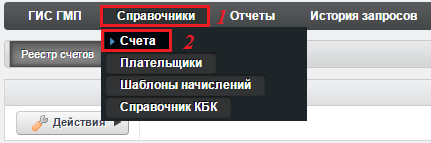 ГИС ГМП Справочники 1 Отчеты История запросов
Счета 2
Реестр счетов
Плательщики
Шаблоны начислений
Справочник КБК
Действия